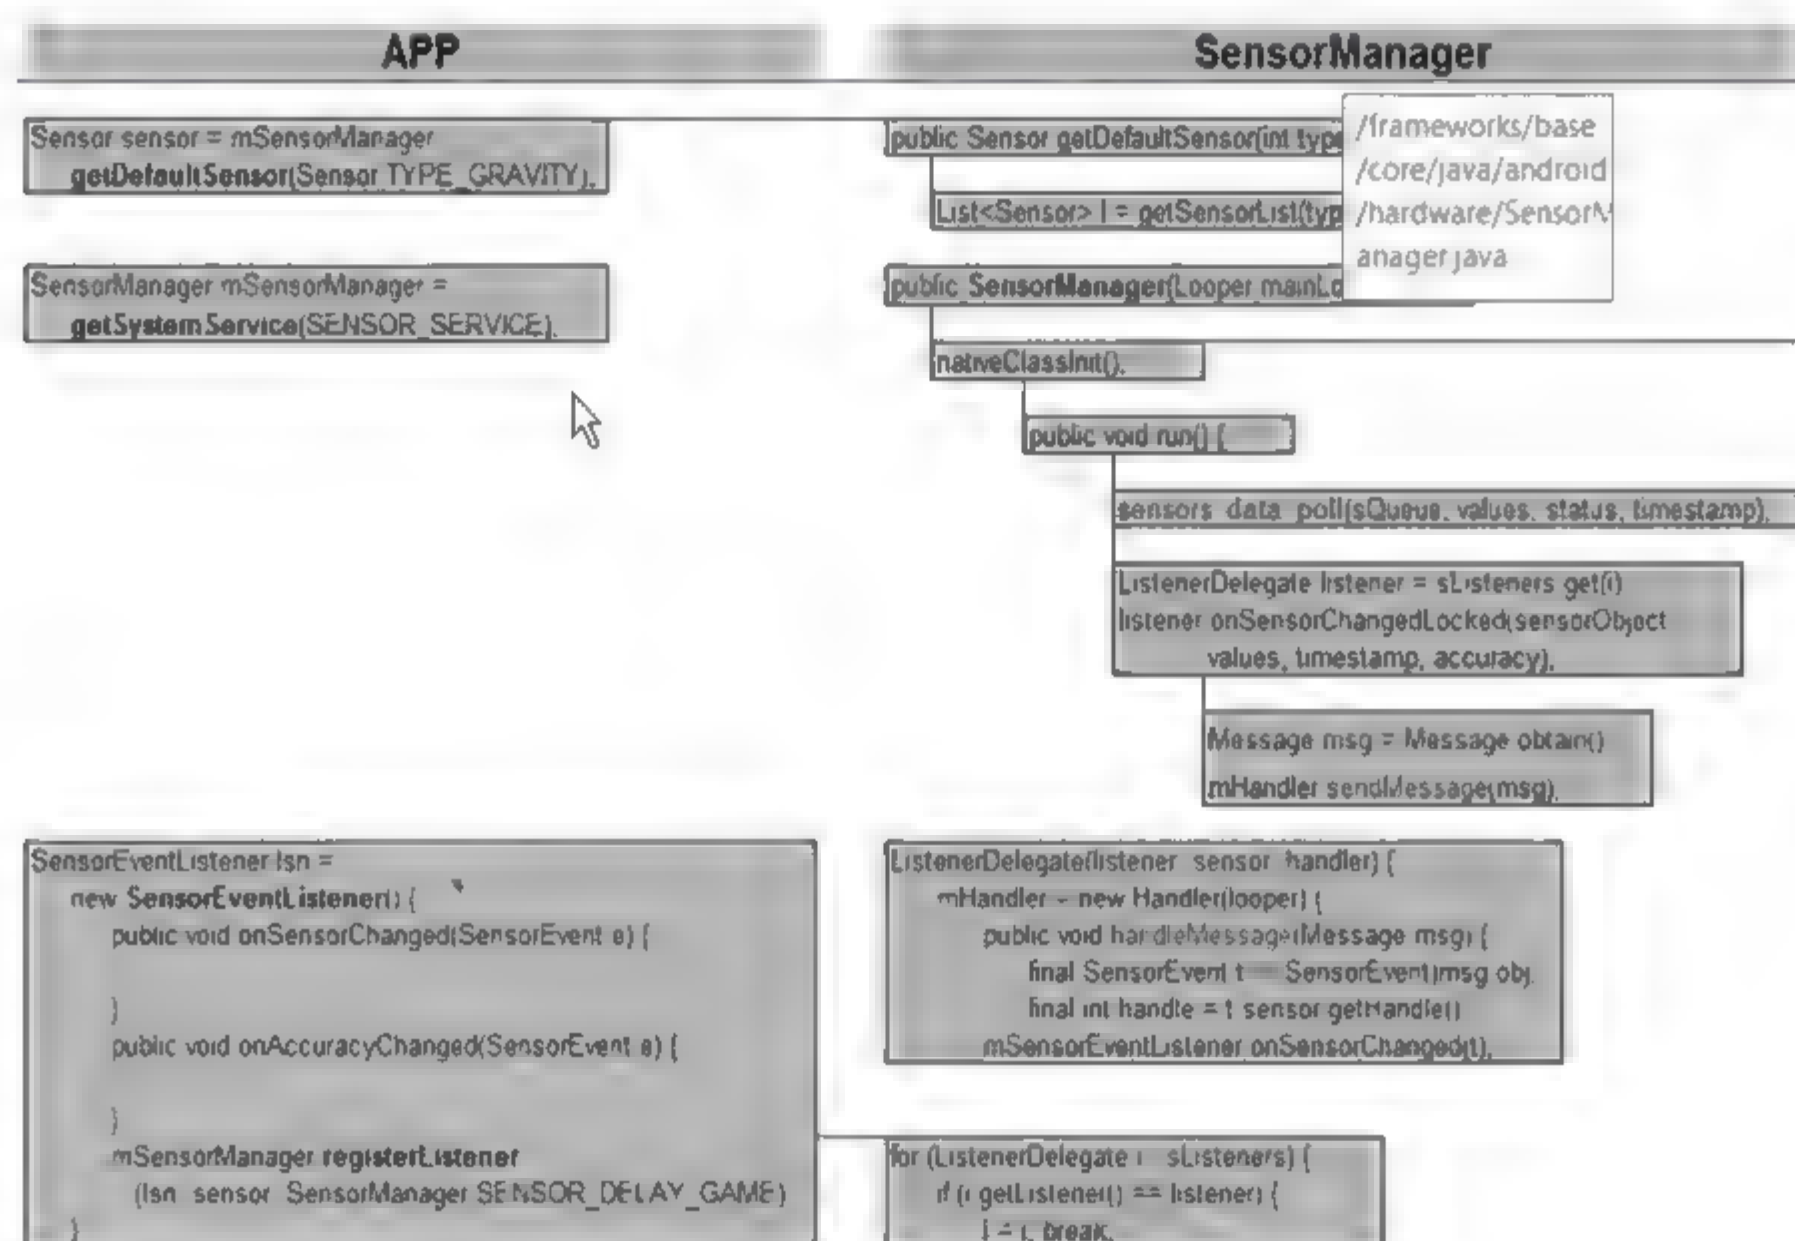 APP
SensorManager
Sensor sensor = mSensorManager
getDefaultSensor(Sensor TYPE_GRAVITY),
public Sensor getDefaultSensor(int type
/frameworks/base
/core/java/android
/hardware/SensorM
anager java
List<Sensor> l = getSensorList(typ
SensorManager mSensorManager =
getSystemService(SENSOR_SERVICE),
public SensorManager(Looper mainLo
nativeClassInit(),
public void run() {
sensors data poll(sQueue, values, status, timestamp),
ListenerDelegate listener = sListeners get(i)
listener onSensorChangedLocked(sensorObject
values, timestamp, accuracy),
Message msg = Message obtain()
mHandler sendMessage(msg),
SensorEventListener lsn =
new SensorEventListener() {
public void onSensorChanged(SensorEvent e) {
}
public void onAccuracyChanged(SensorEvent e) {
}
mSensorManager registerListener
(lsn sensor SensorManager SENSOR_DELAY_GAME)
}
ListenerDelegate(listener sensor handler) {
mHandler = new Handler(looper) {
public void handleMessage(Message msg) {
final SensorEvent t SensorEvent)msg obj,
final int handle = t sensor getHandle()
mSensorEventListener onSensorChanged(t),
for (ListenerDelegate i sListeners) {
if (i getListener() == listener) {
l = i, break,